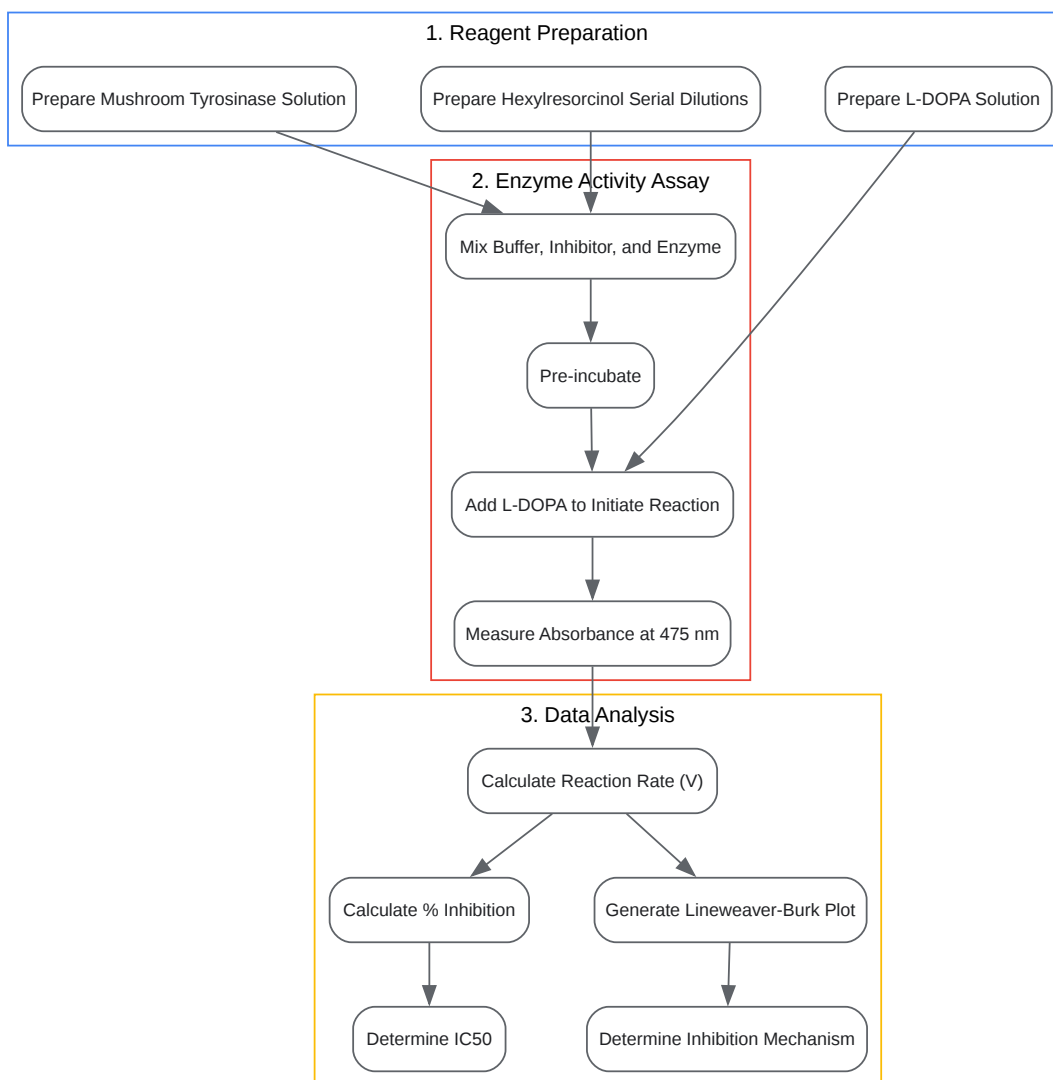 1. Reagent Preparation
Prepare Mushroom Tyrosinase Solution
Prepare Hexylresorcinol Serial Dilutions
Prepare L-DOPA Solution
2. Enzyme Activity Assay
Mix Buffer, Inhibitor, and Enzyme
Pre-incubate
Add L-DOPA to Initiate Reaction
Measure Absorbance at 475 nm
3. Data Analysis
Calculate Reaction Rate (V)
Calculate % Inhibition
Generate Lineweaver-Burk Plot
Determine IC50
Determine Inhibition Mechanism